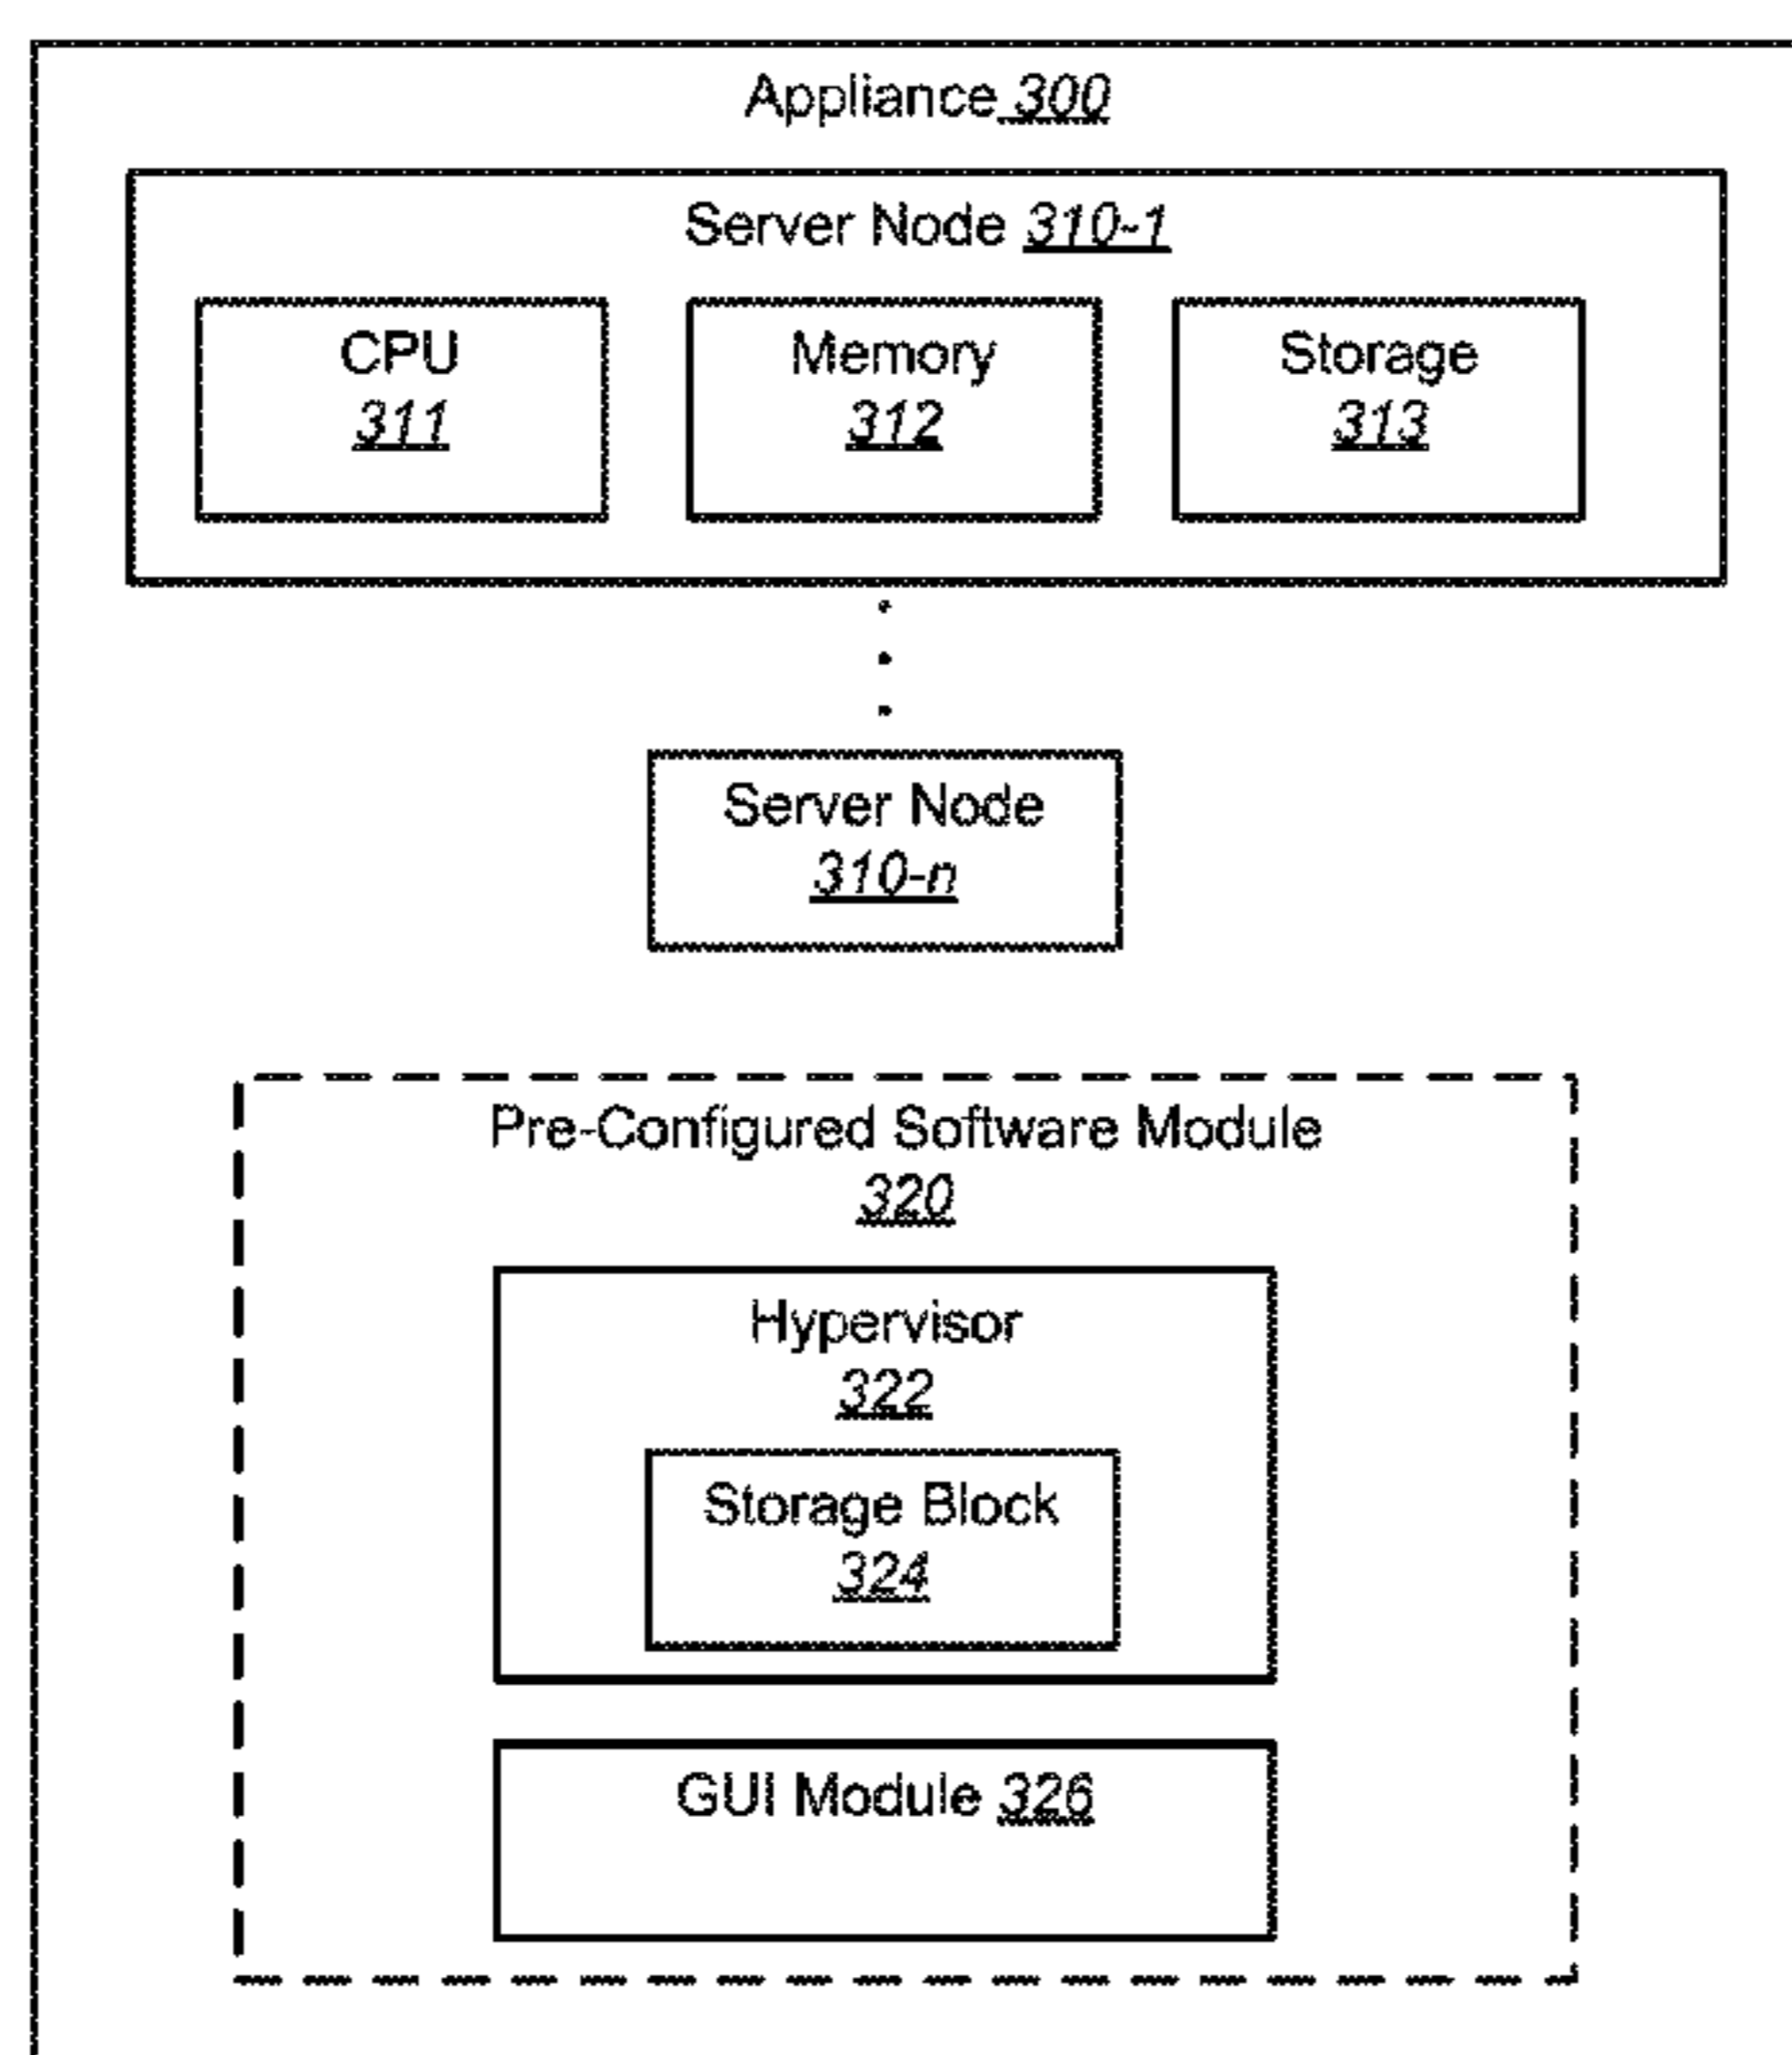 Appliance 300
Server Node 310-1
CPU
311
Memory
312
Storage
313
Server Node
310-n
Pre-Configured Software Module
320
Hypervisor
322
Storage Block
324
GUI Module 326